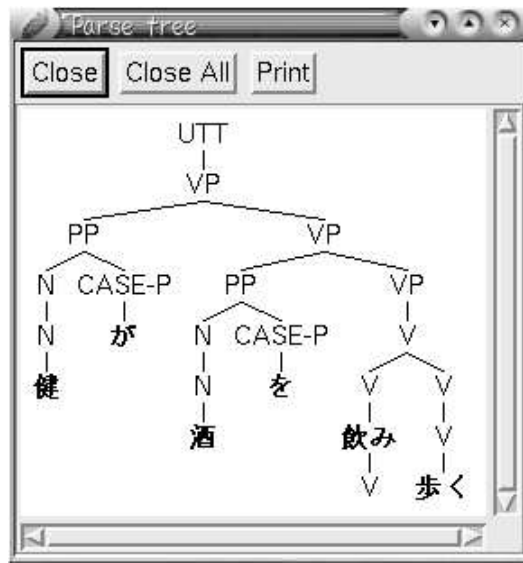 Parse tree
Close Close All Print
UTT
VP
PP VP
N CASE-P PP VP
N が N CASE-P V
健 N を V V
酒 飲み V
V 歩く